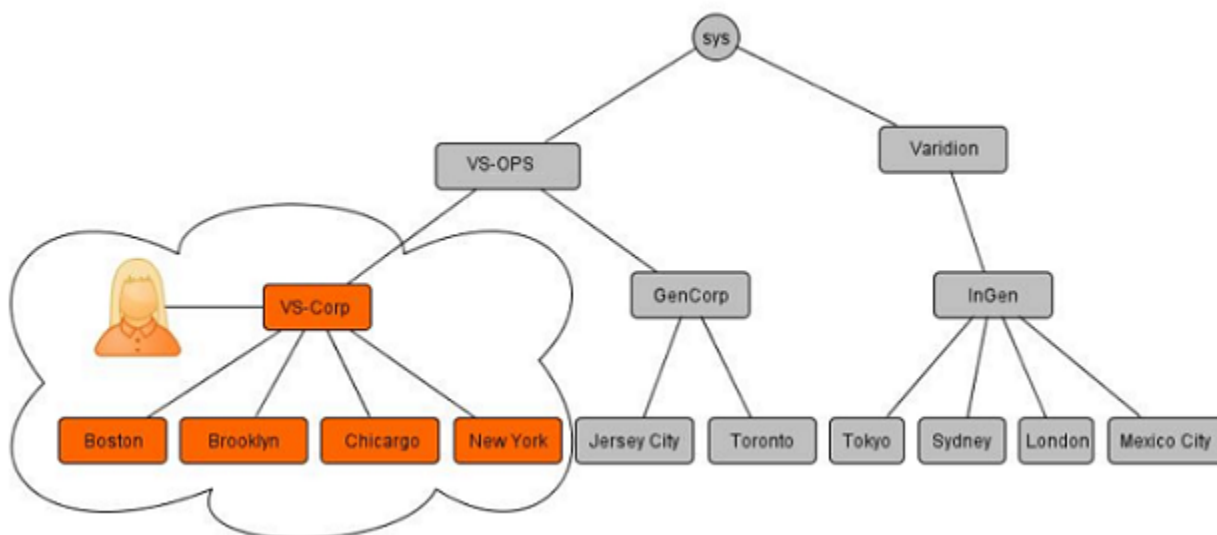 sys
VS-OPS
Varidion
VS-Corp
GenCorp
InGen
Boston
Brooklyn
Chicargo
New York
Jersey City
Toronto
Tokyo
Sydney
London
Mexico City